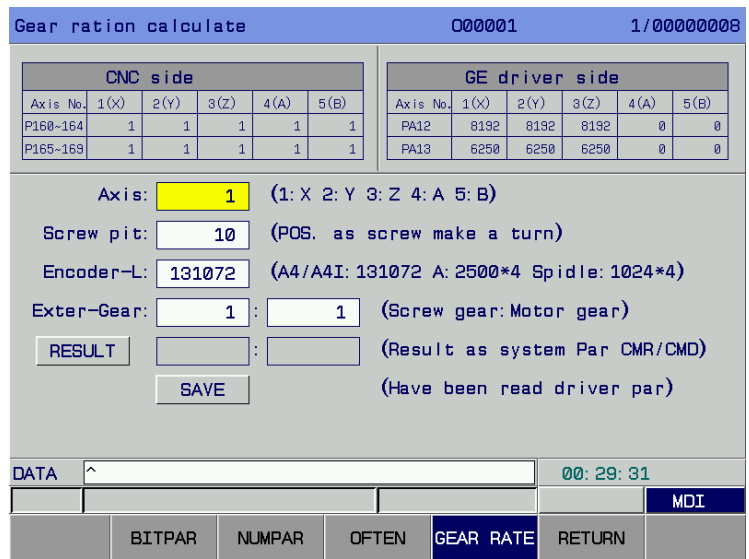 Gear ration calculate O00001 1/00000008
CNC side GE driver side
Axis No. 1(X) 2(Y) 3(Z) 4(A) 5(B) Axis No. 1(X) 2(Y) 3(Z) 4(A) 5(B)
P160~164 1 1 1 1 1 PA12 8192 8192 8192 0 0
P165~169 1 1 1 1 1 PA13 6250 6250 6250 0 0
Axis: 1 (1: X 2: Y 3: Z 4: A 5: B)
Screw pit: 10 (POS. as screw make a turn)
Encoder-L: 131072 (A4/A4I: 131072 A: 2500*4 Spidle: 1024*4)
Exter-Gear: 1 : 1 (Screw gear: Motor gear)
RESULT : (Result as system Par CMR/CMD)
SAVE (Have been read driver par)
DATA ^ 00: 29: 31
MDI
BITPAR NUMPAR OFTEN GEAR RATE RETURN